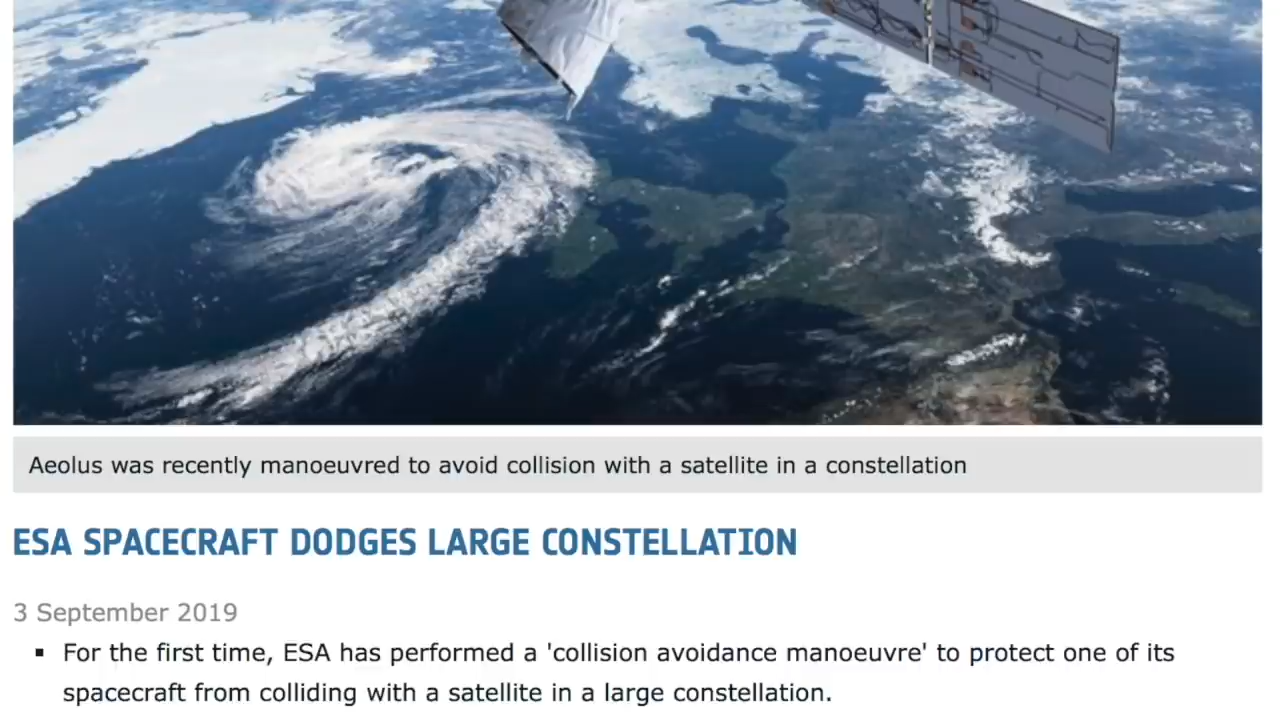 Aeolus was recently manoeuvred to avoid collision with a satellite in a constellation
ESA SPACECRAFT DODGES LARGE CONSTELLATION
3 September 2019
▪ For the first time, ESA has performed a 'collision avoidance manoeuvre' to protect one of its
spacecraft from colliding with a satellite in a large constellation.